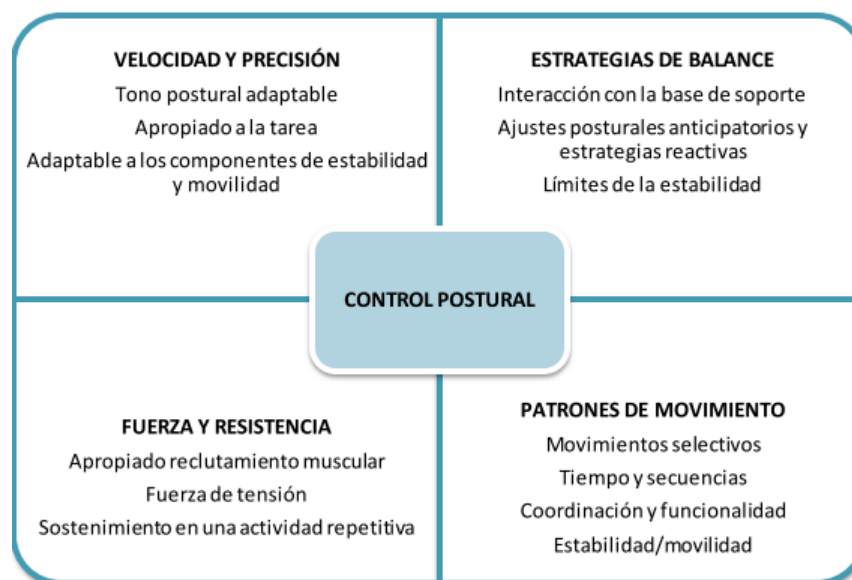 VELOCIDAD Y PRECISIÓN
Tono postural adaptable
Apropiado a la tarea
Adaptable a los componentes de estabilidad
y movilidad
ESTRATEGIAS DE BALANCE
Interacción con la base de soporte
Ajustes posturales anticipatorios y
estrategias reactivas
Límites de la estabilidad
CONTROL POSTURAL
FUERZA Y RESISTENCIA
Apropiado reclutamiento muscular
Fuerza de tensión
Sostenimiento en una actividad repetitiva
PATRONES DE MOVIMIENTO
Movimientos selectivos
Tiempo y secuencias
Coordinación y funcionalidad
Estabilidad/movilidad